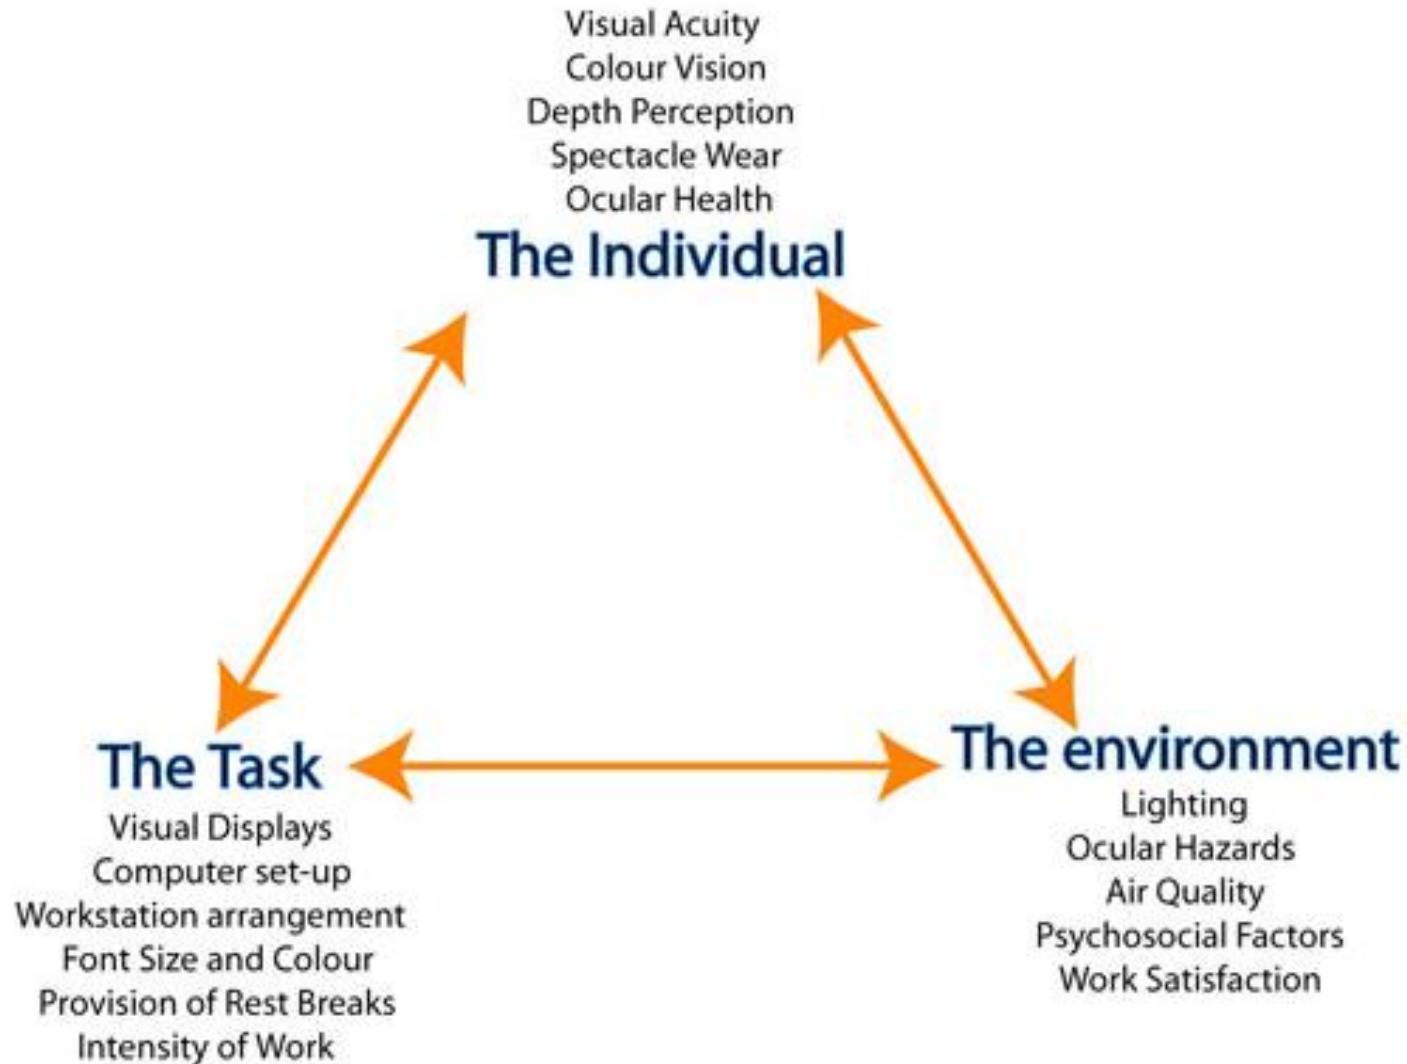 Visual Acuity
Colour Vision
Depth Perception
Spectacle Wear
Ocular Health
The Individual
The Task
Visual Displays
Computer set-up
Workstation arrangement
Font Size and Colour
Provision of Rest Breaks
Intensity of Work
The environment
Lighting
Ocular Hazards
Air Quality
Psychosocial Factors
Work Satisfaction